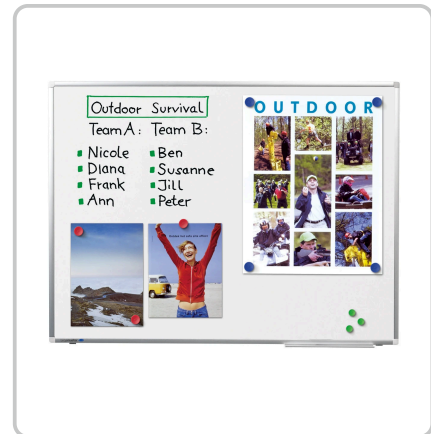 Outdoor Survival
Team A: Team B:
Nicole Ben
Diana Susanne
Frank Jill
Ann Peter
OUTDOOR